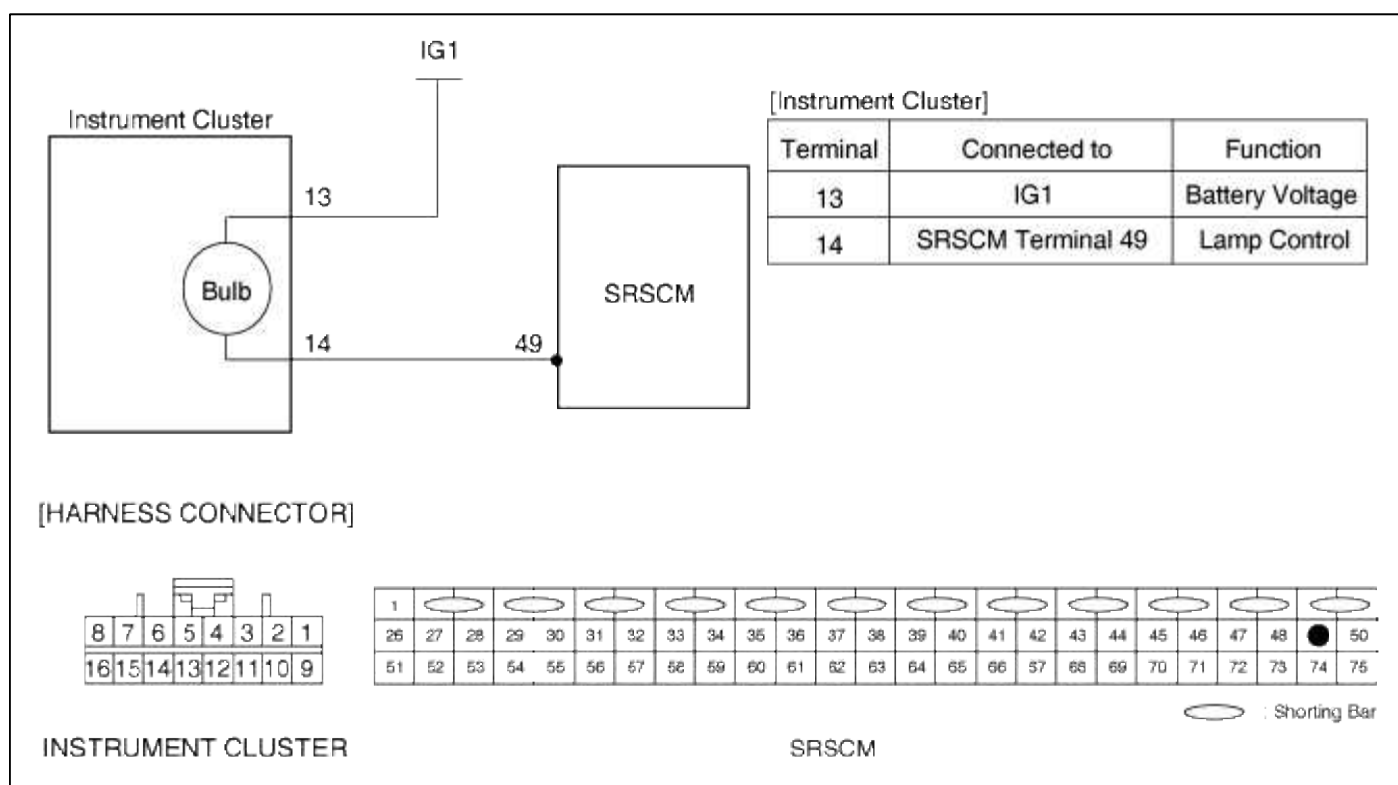 IG1
Instrument Cluster
13
Bulb
14
49
SRSCM
[Instrument Cluster]
Terminal Connected to Function
13 IG1 Battery Voltage
14 SRSCM Terminal 49 Lamp Control
[HARNESS CONNECTOR]
8 7 6 5 4 3 2 1
16 15 14 13 12 11 10 9
INSTRUMENT CLUSTER
1
26 27 28 29 30 31 32 33 34 35 36 37 38 39 40 41 42 43 44 45 46 47 48 50
51 52 53 54 55 56 57 58 59 60 61 62 63 64 65 66 67 68 69 70 71 72 73 74 75
: Shorting Bar
SRSCM